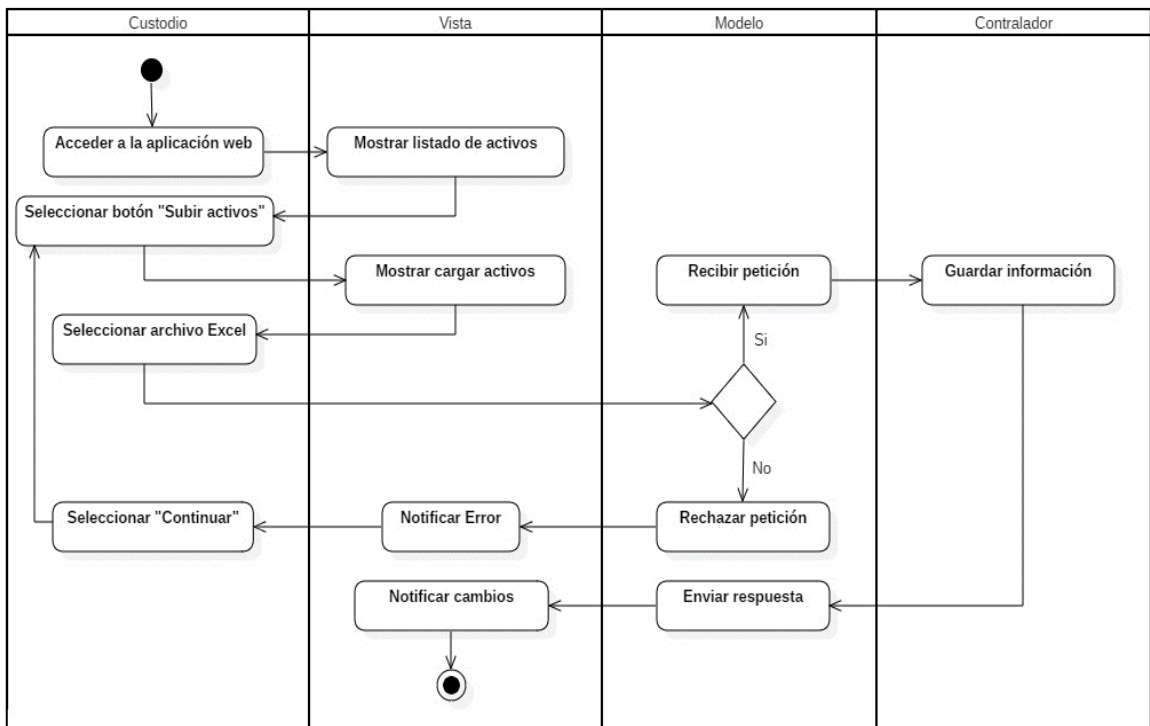 Custodio
Vista
Modelo
Contralador
Acceder a la aplicación web
Mostrar listado de activos
Seleccionar botón "Subir activos"
Mostrar cargar activos
Recibir petición
Guardar información
Seleccionar archivo Excel
Si
No
Seleccionar "Continuar"
Notificar Error
Rechazar petición
Notificar cambios
Enviar respuesta